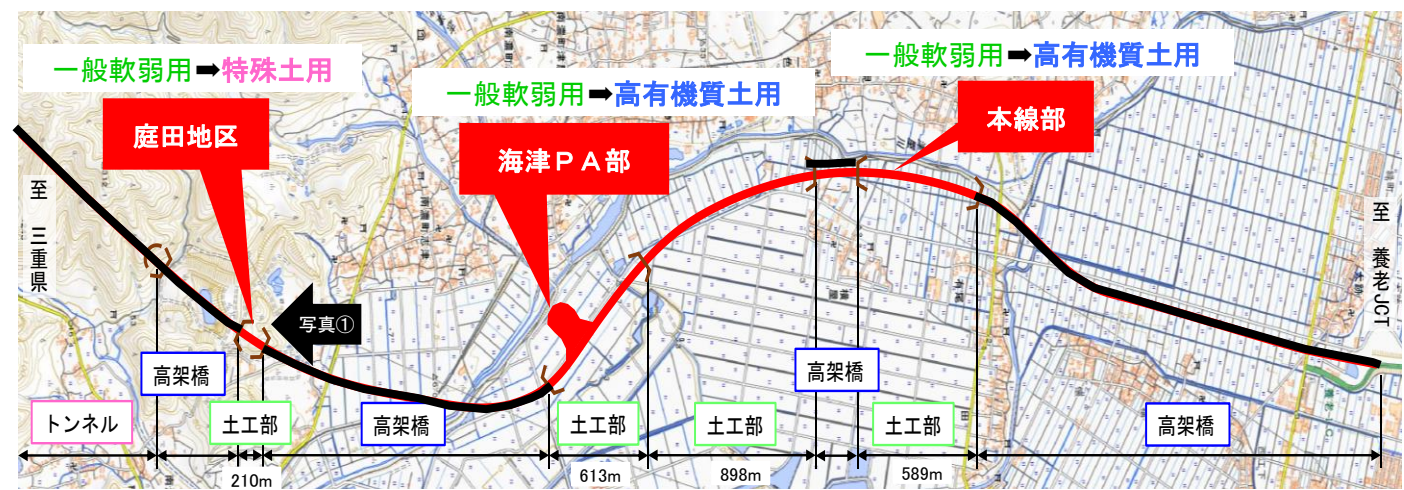 一般軟弱用➡特殊土用
一般軟弱用➡高有機質土用
一般軟弱用➡高有機質土用
庭田地区
海津ＰＡ部
本線部
至 三重県
至 養老JCT
写真①
トンネル
高架橋
土工部
高架橋
土工部
土工部
高架橋
土工部
高架橋
210m
613m
898m
589m